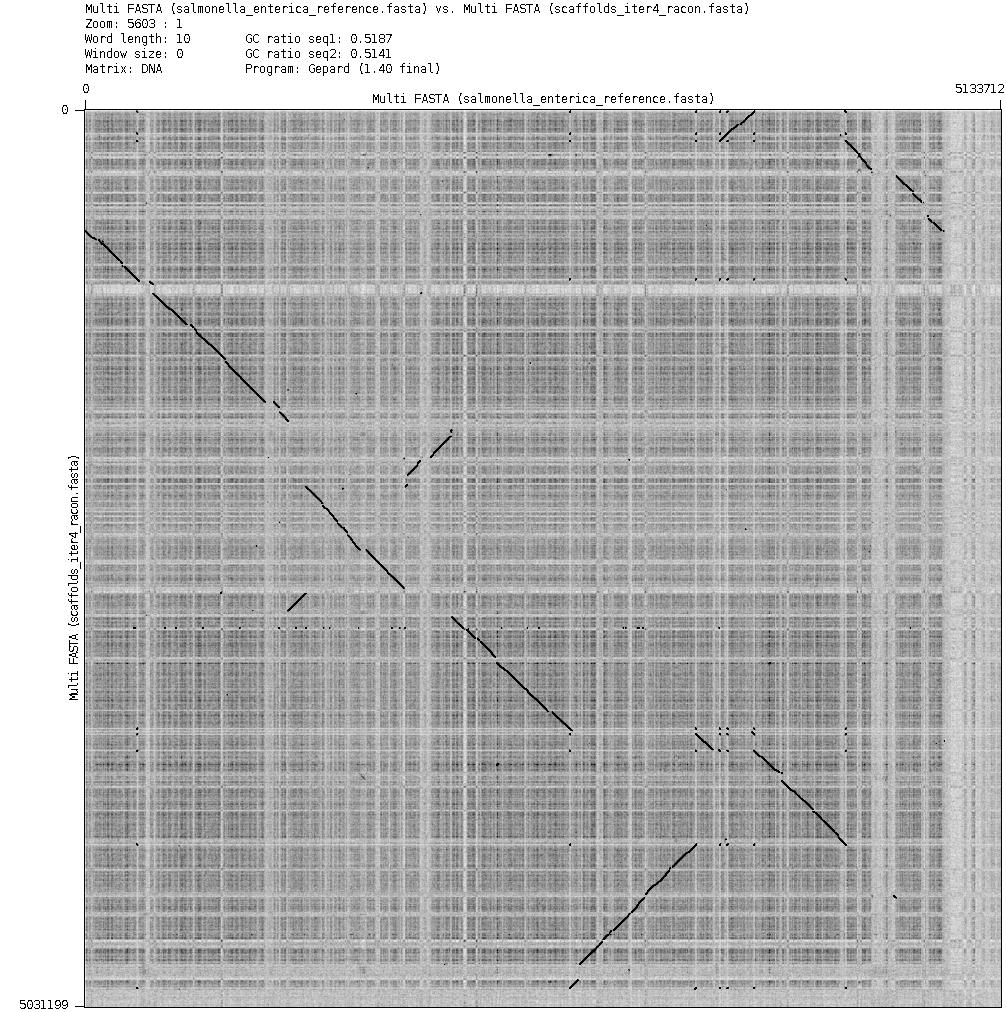 Multi FASTA (salmonella_enterica_reference.fasta) vs. Multi FASTA (scaffolds_iter4_racon.fasta)
Zoom: 5603 : 1
Word length: 10 GC ratio seq1: 0.5187
Window size: 0 GC ratio seq2: 0.5141
Matrix: DNA Program: Gepard (1.40 final)
0 5133712
Multi FASTA (salmonella_enterica_reference.fasta)
0
Multi FASTA (scaffolds_iter4_racon.fasta)
5031199